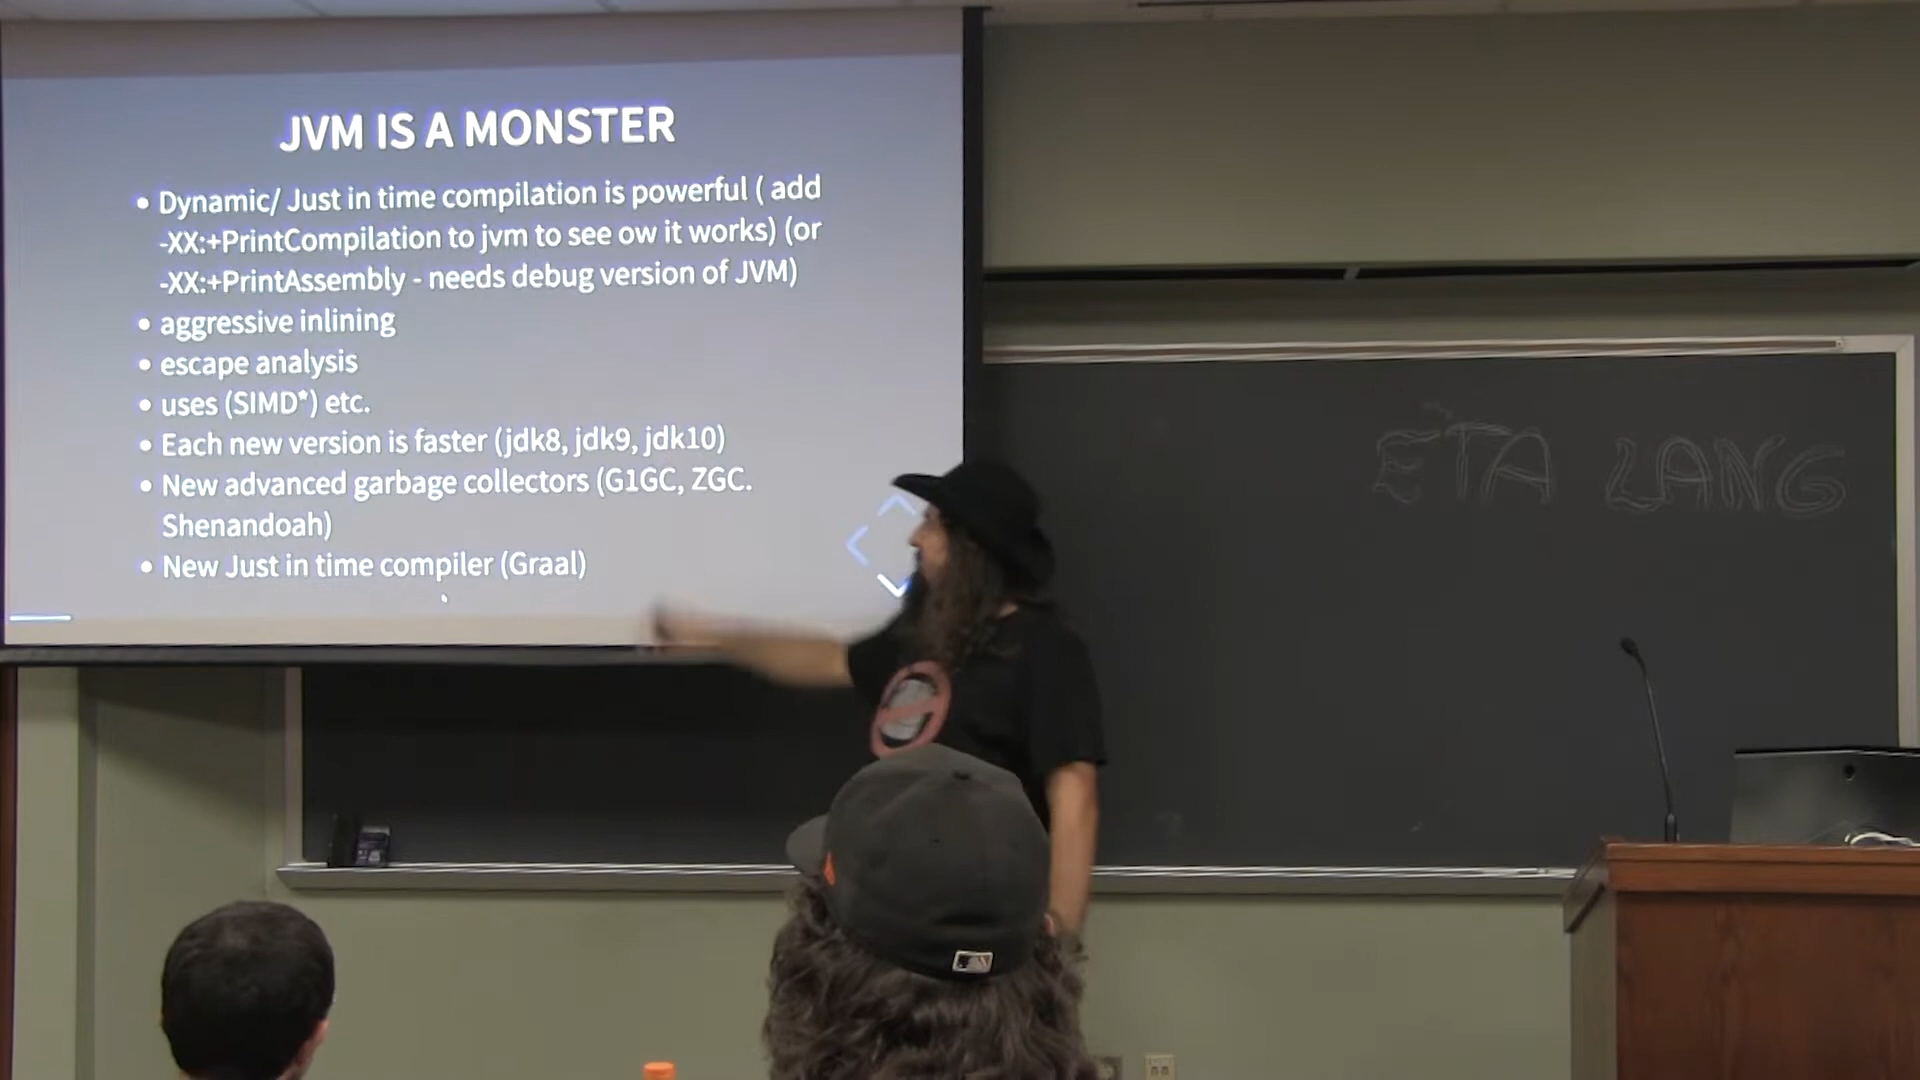 JVM IS A MONSTER
• Dynamic/ Just in time compilation is powerful ( add
-XX:+PrintCompilation to jvm to see ow it works) (or
-XX:+PrintAssembly - needs debug version of JVM)
• aggressive inlining
• escape analysis
• uses (SIMD*) etc.
• Each new version is faster (jdk8, jdk9, jdk10)
• New advanced garbage collectors (G1GC, ZGC.
Shenandoah)
• New Just in time compiler (Graal)
ETA LANG